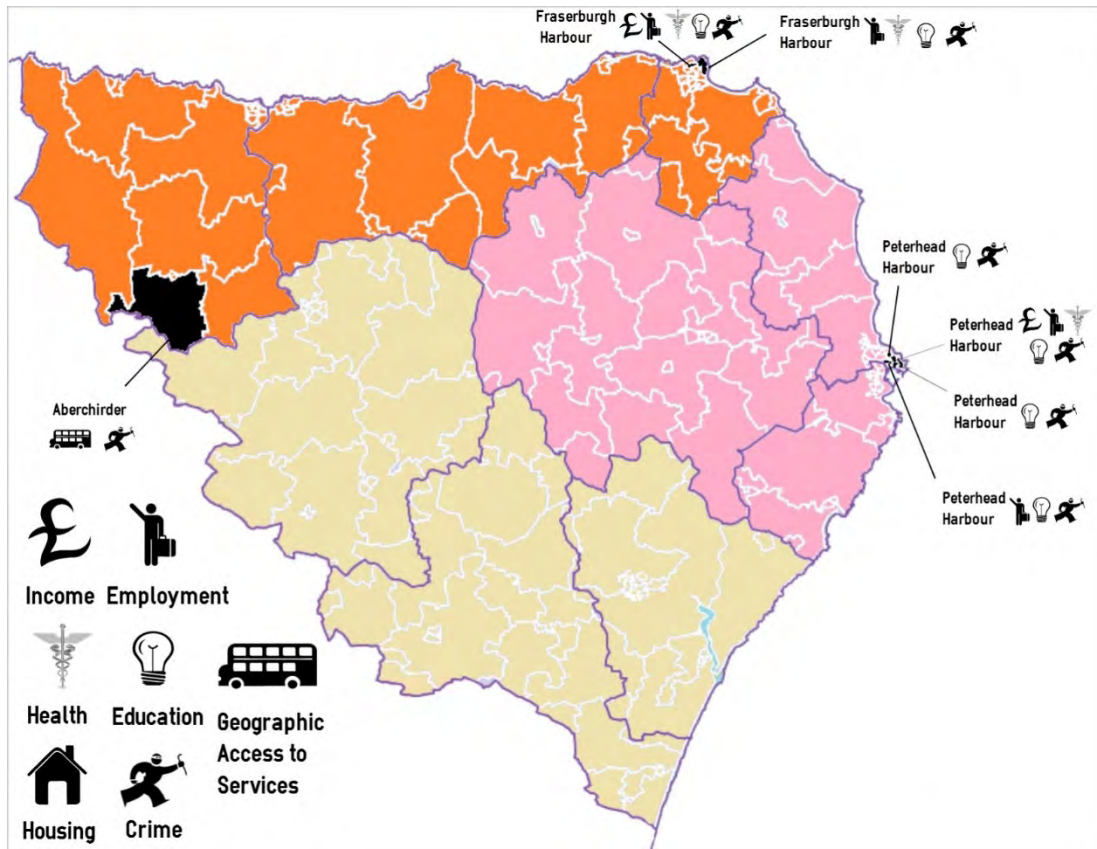 Fraserburgh
Harbour
Fraserburgh
Harbour
Peterhead
Harbour
Peterhead
Harbour
Peterhead
Harbour
Peterhead
Harbour
Aberchirder
Income Employment
Health Education Geographic
Access to
Services
Housing Crime